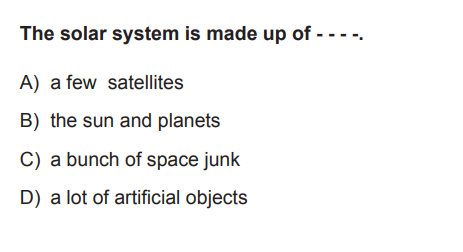 The solar system is made up of - - - -.
A) a few satellites
B) the sun and planets
C) a bunch of space junk
D) a lot of artificial objects